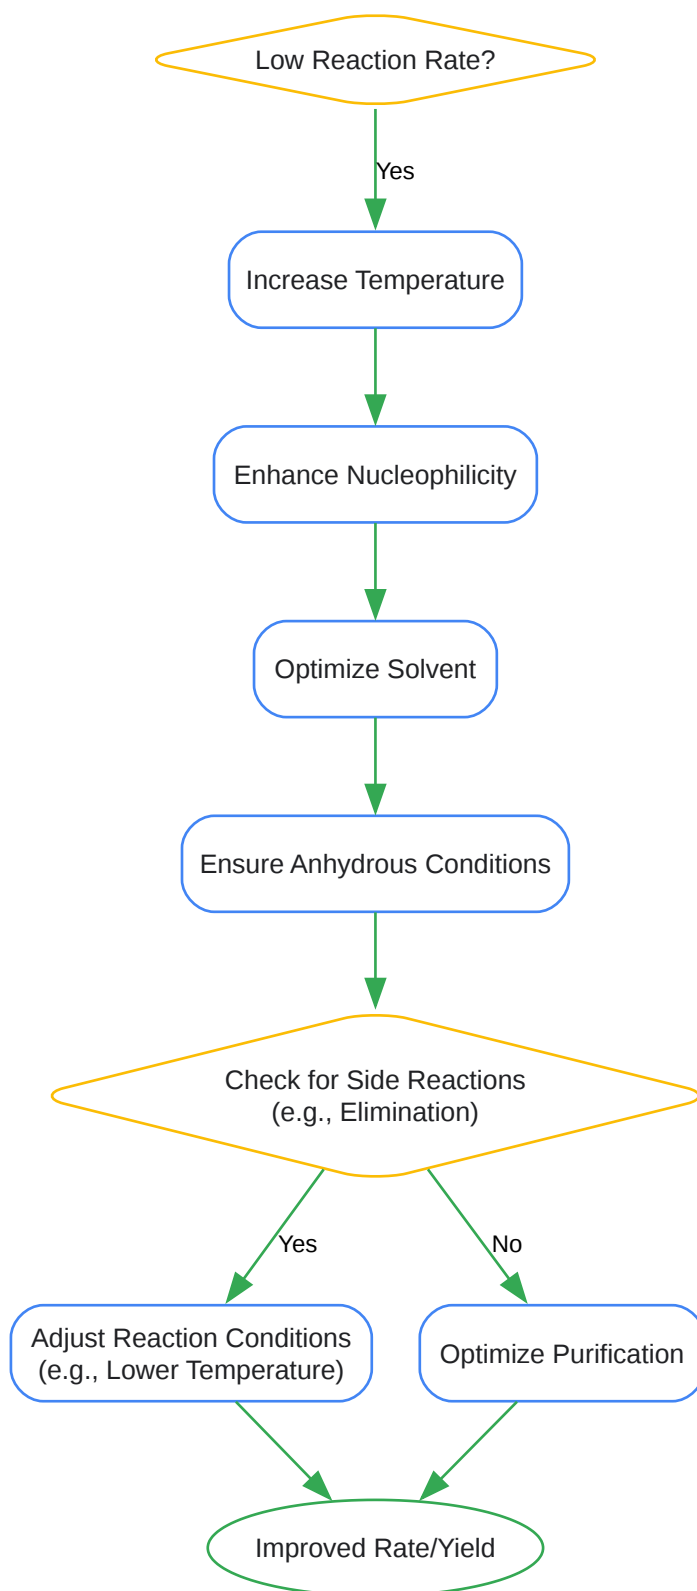 Low Reaction Rate?
Yes
Increase Temperature
Enhance Nucleophilicity
Optimize Solvent
Ensure Anhydrous Conditions
Check for Side Reactions
(e.g., Elimination)
Yes
No
Adjust Reaction Conditions
(e.g., Lower Temperature)
Optimize Purification
Improved Rate/Yield